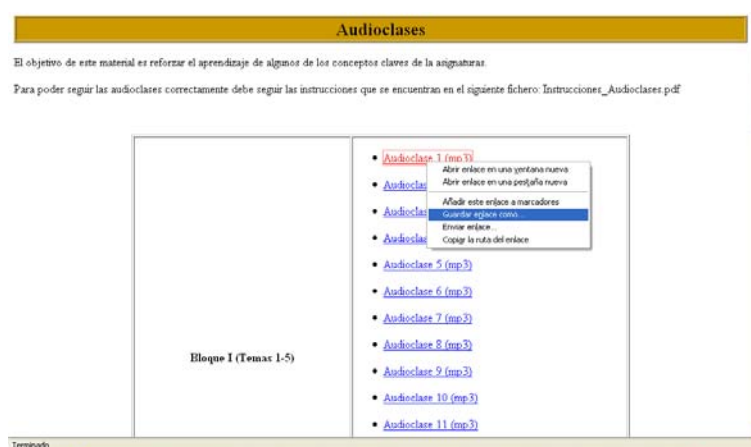 Audioclases
El objetivo de este material es reforzar el aprendizaje de algunos de los conceptos claves de la asignaturas.
Para poder seguir las audioclases correctamente debe seguir las instrucciones que se encuentran en el siguiente fichero: Instrucciones_Audioclases.pdf
Bloque I (Temas 1-5)
• Audioclase 1 (mp3)
• Audioclas
• Audioclas
• Audioclas
Abrir enlace en una ventana nueva
Abrir enlace en una pestaña nueva
Añadir este enlace a marcadores
Guardar enlace como...
Enviar enlace...
Copiar la ruta del enlace
• Audioclase 5 (mp3)
• Audioclase 6 (mp3)
• Audioclase 7 (mp3)
• Audioclase 8 (mp3)
• Audioclase 9 (mp3)
• Audioclase 10 (mp3)
• Audioclase 11 (mp3)
Terminado